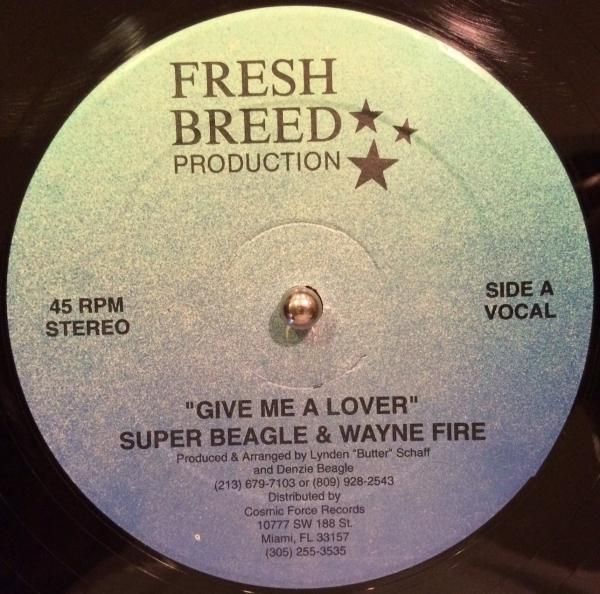 FRESH
BREED
PRODUCTION
45 RPM
STEREO
SIDE A
VOCAL
"GIVE ME A LOVER"
SUPER BEAGLE & WAYNE FIRE
Produced & Arranged by Lynden "Butter" Schaff
and Denzie Beagle
(213) 679-7103 or (809) 928-2543
Distributed by
Cosmic Force Records
10777 SW 188 St.
Miami, FL 33157
(305) 255-3535